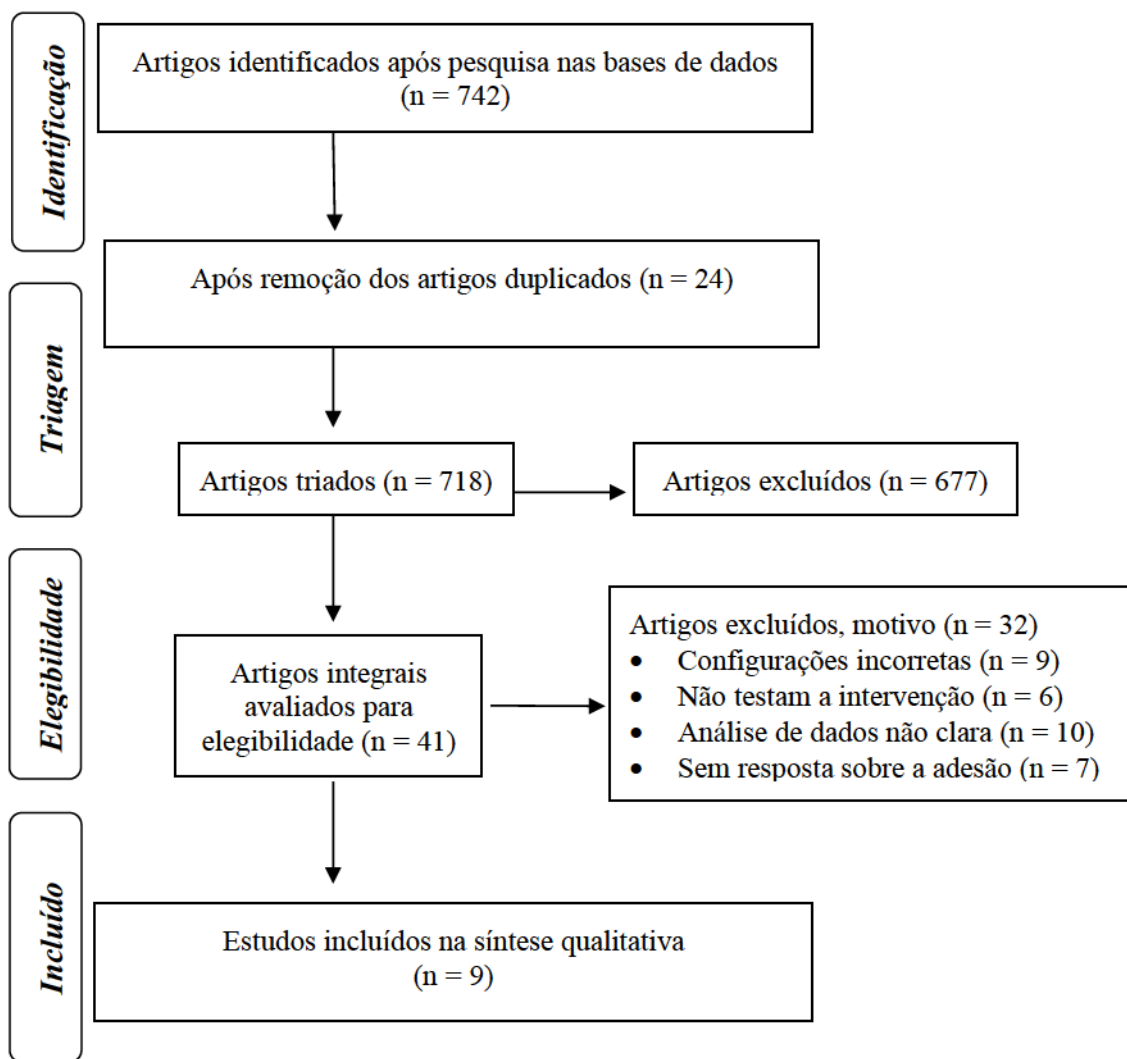 Identificação
Artigos identificados após pesquisa nas bases de dados
(n = 742)
Após remoção dos artigos duplicados (n = 24)
Triagem
Artigos triados (n = 718)
Artigos excluídos (n = 677)
Elegibilidade
Artigos integrais
avaliados para
elegibilidade (n = 41)
Artigos excluídos, motivo (n = 32)
• Configurações incorretas (n = 9)
• Não testam a intervenção (n = 6)
• Análise de dados não clara (n = 10)
• Sem resposta sobre a adesão (n = 7)
Incluído
Estudos incluídos na síntese qualitativa
(n = 9)